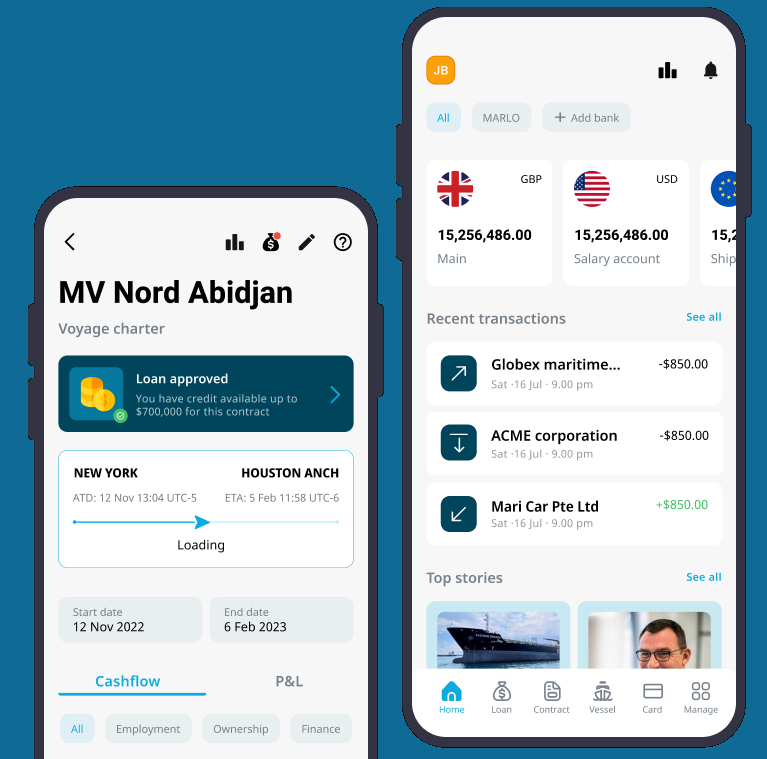 MV Nord Abidjan
Voyage charter
Loan approved
You have credit available up to
$700,000 for this contract
NEW YORK HOUSTON ANCH
ATD: 12 Nov 13:04 UTC-5 ETA: 5 Feb 11:58 UTC-6
Loading
Start date End date
12 Nov 2022 6 Feb 2023
Cashflow P&L
All Employment Ownership Finance
JB
All MARLO + Add bank
GBP USD
15,256,486.00 15,256,486.00 15,2
Main Salary account Ship
Recent transactions See all
Globex maritime... -$850.00
Sat ·16 Jul · 9.00 pm
ACME corporation -$850.00
Sat ·16 Jul · 9.00 pm
Mari Car Pte Ltd +$850.00
Sat ·16 Jul · 9.00 pm
Top stories See all
Home Loan Contract Vessel Card Manage